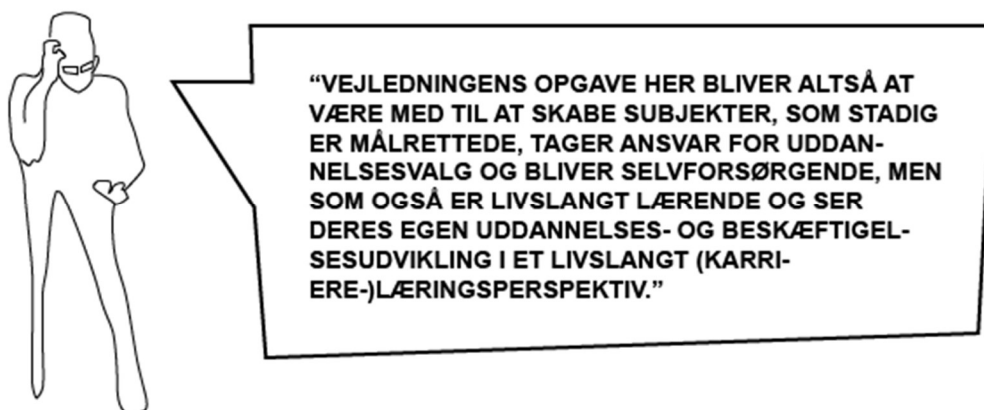 “VEJLEDNINGENS OPGAVE HER BLIVER ALTSÅ AT
VÆRE MED TIL AT SKABE SUBJEKTER, SOM STADIG
ER MÅLRETTEDE, TAGER ANSVAR FOR UDDAN-
NELSESVALG OG BLIVER SELVFORSØRGENDE, MEN
SOM OGSÅ ER LIVSLANGT LÆRENDE OG SER
DERES EGEN UDDANNELSES- OG BESKÆFTIGEL-
SESUDVIKLING I ET LIVSLANGT (KARRI-
ERE-)LÆRINGSPERSPEKTIV.”